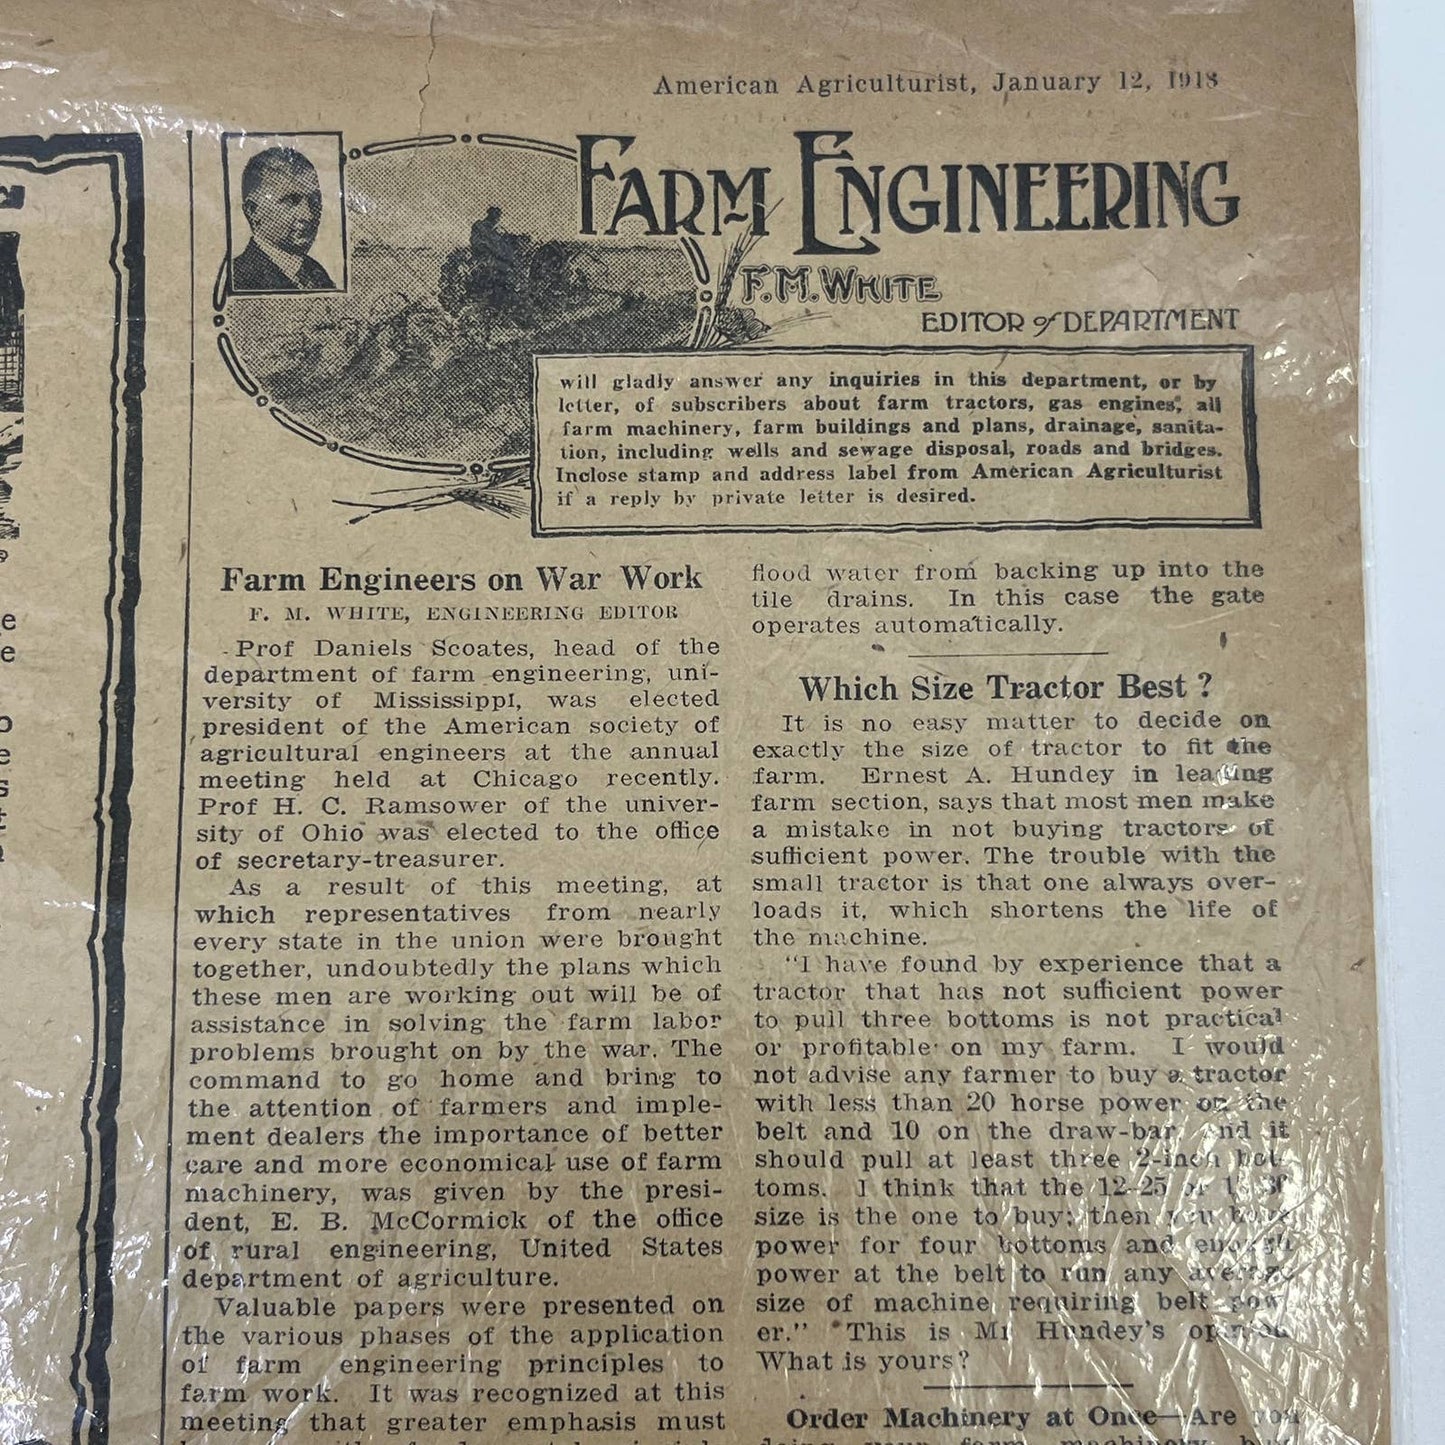 American Agriculturist, January 12, 1918
FARM ENGINEERING
F. M. WHITE
EDITOR of DEPARTMENT
will gladly answer any inquiries in this department, or by
letter, of subscribers about farm tractors, gas engines, all
farm machinery, farm buildings and plans, drainage, sanita-
tion, including wells and sewage disposal, roads and bridges.
Inclose stamp and address label from American Agriculturist
if a reply by private letter is desired.
Farm Engineers on War Work
F. M. WHITE, ENGINEERING EDITOR
Prof Daniels Scoates, head of the
department of farm engineering, uni-
versity of Mississippi, was elected
president of the American society of
agricultural engineers at the annual
meeting held at Chicago recently.
Prof H. C. Ramsower of the univer-
sity of Ohio was elected to the office
of secretary-treasurer.
As a result of this meeting, at
which representatives from nearly
every state in the union were brought
together, undoubtedly the plans which
these men are working out will be of
assistance in solving the farm labor
problems brought on by the war. The
command to go home and bring to
the attention of farmers and imple-
ment dealers the importance of better
care and more economical use of farm
machinery, was given by the presi-
dent, E. B. McCormick of the office
of rural engineering, United States
department of agriculture.
Valuable papers were presented on
the various phases of the application
of farm engineering principles to
farm work. It was recognized at this
meeting that greater emphasis must
flood water from backing up into the
tile drains. In this case the gate
operates automatically.
Which Size Tractor Best?
It is no easy matter to decide on
exactly the size of tractor to fit the
farm. Ernest A. Hundey in leading
farm section, says that most men make
a mistake in not buying tractors of
sufficient power. The trouble with the
small tractor is that one always over-
loads it, which shortens the life of
the machine.
"I have found by experience that a
tractor that has not sufficient power
to pull three bottoms is not practical
or profitable on my farm. I would
not advise any farmer to buy a tractor
with less than 20 horse power on the
belt and 10 on the draw-bar and it
should pull at least three 2-inch bot-
toms. I think that the 12-25 or
size is the one to buy; then you have
power for four bottoms and enough
power at the belt to run any average
size of machine requiring belt pow-
er." This is Mr Hundey's opinion
What is yours?
Order Machinery at Once—Are you
doing your farm machinery